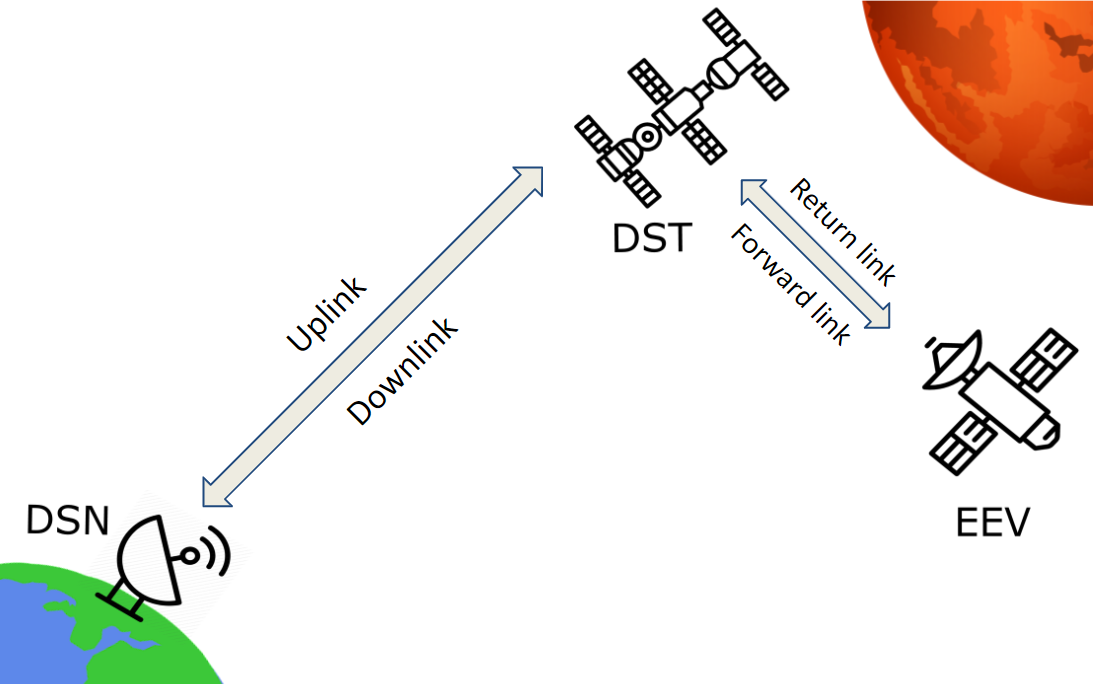 DST
Return link
Forward link
Uplink
Downlink
DSN
EEV